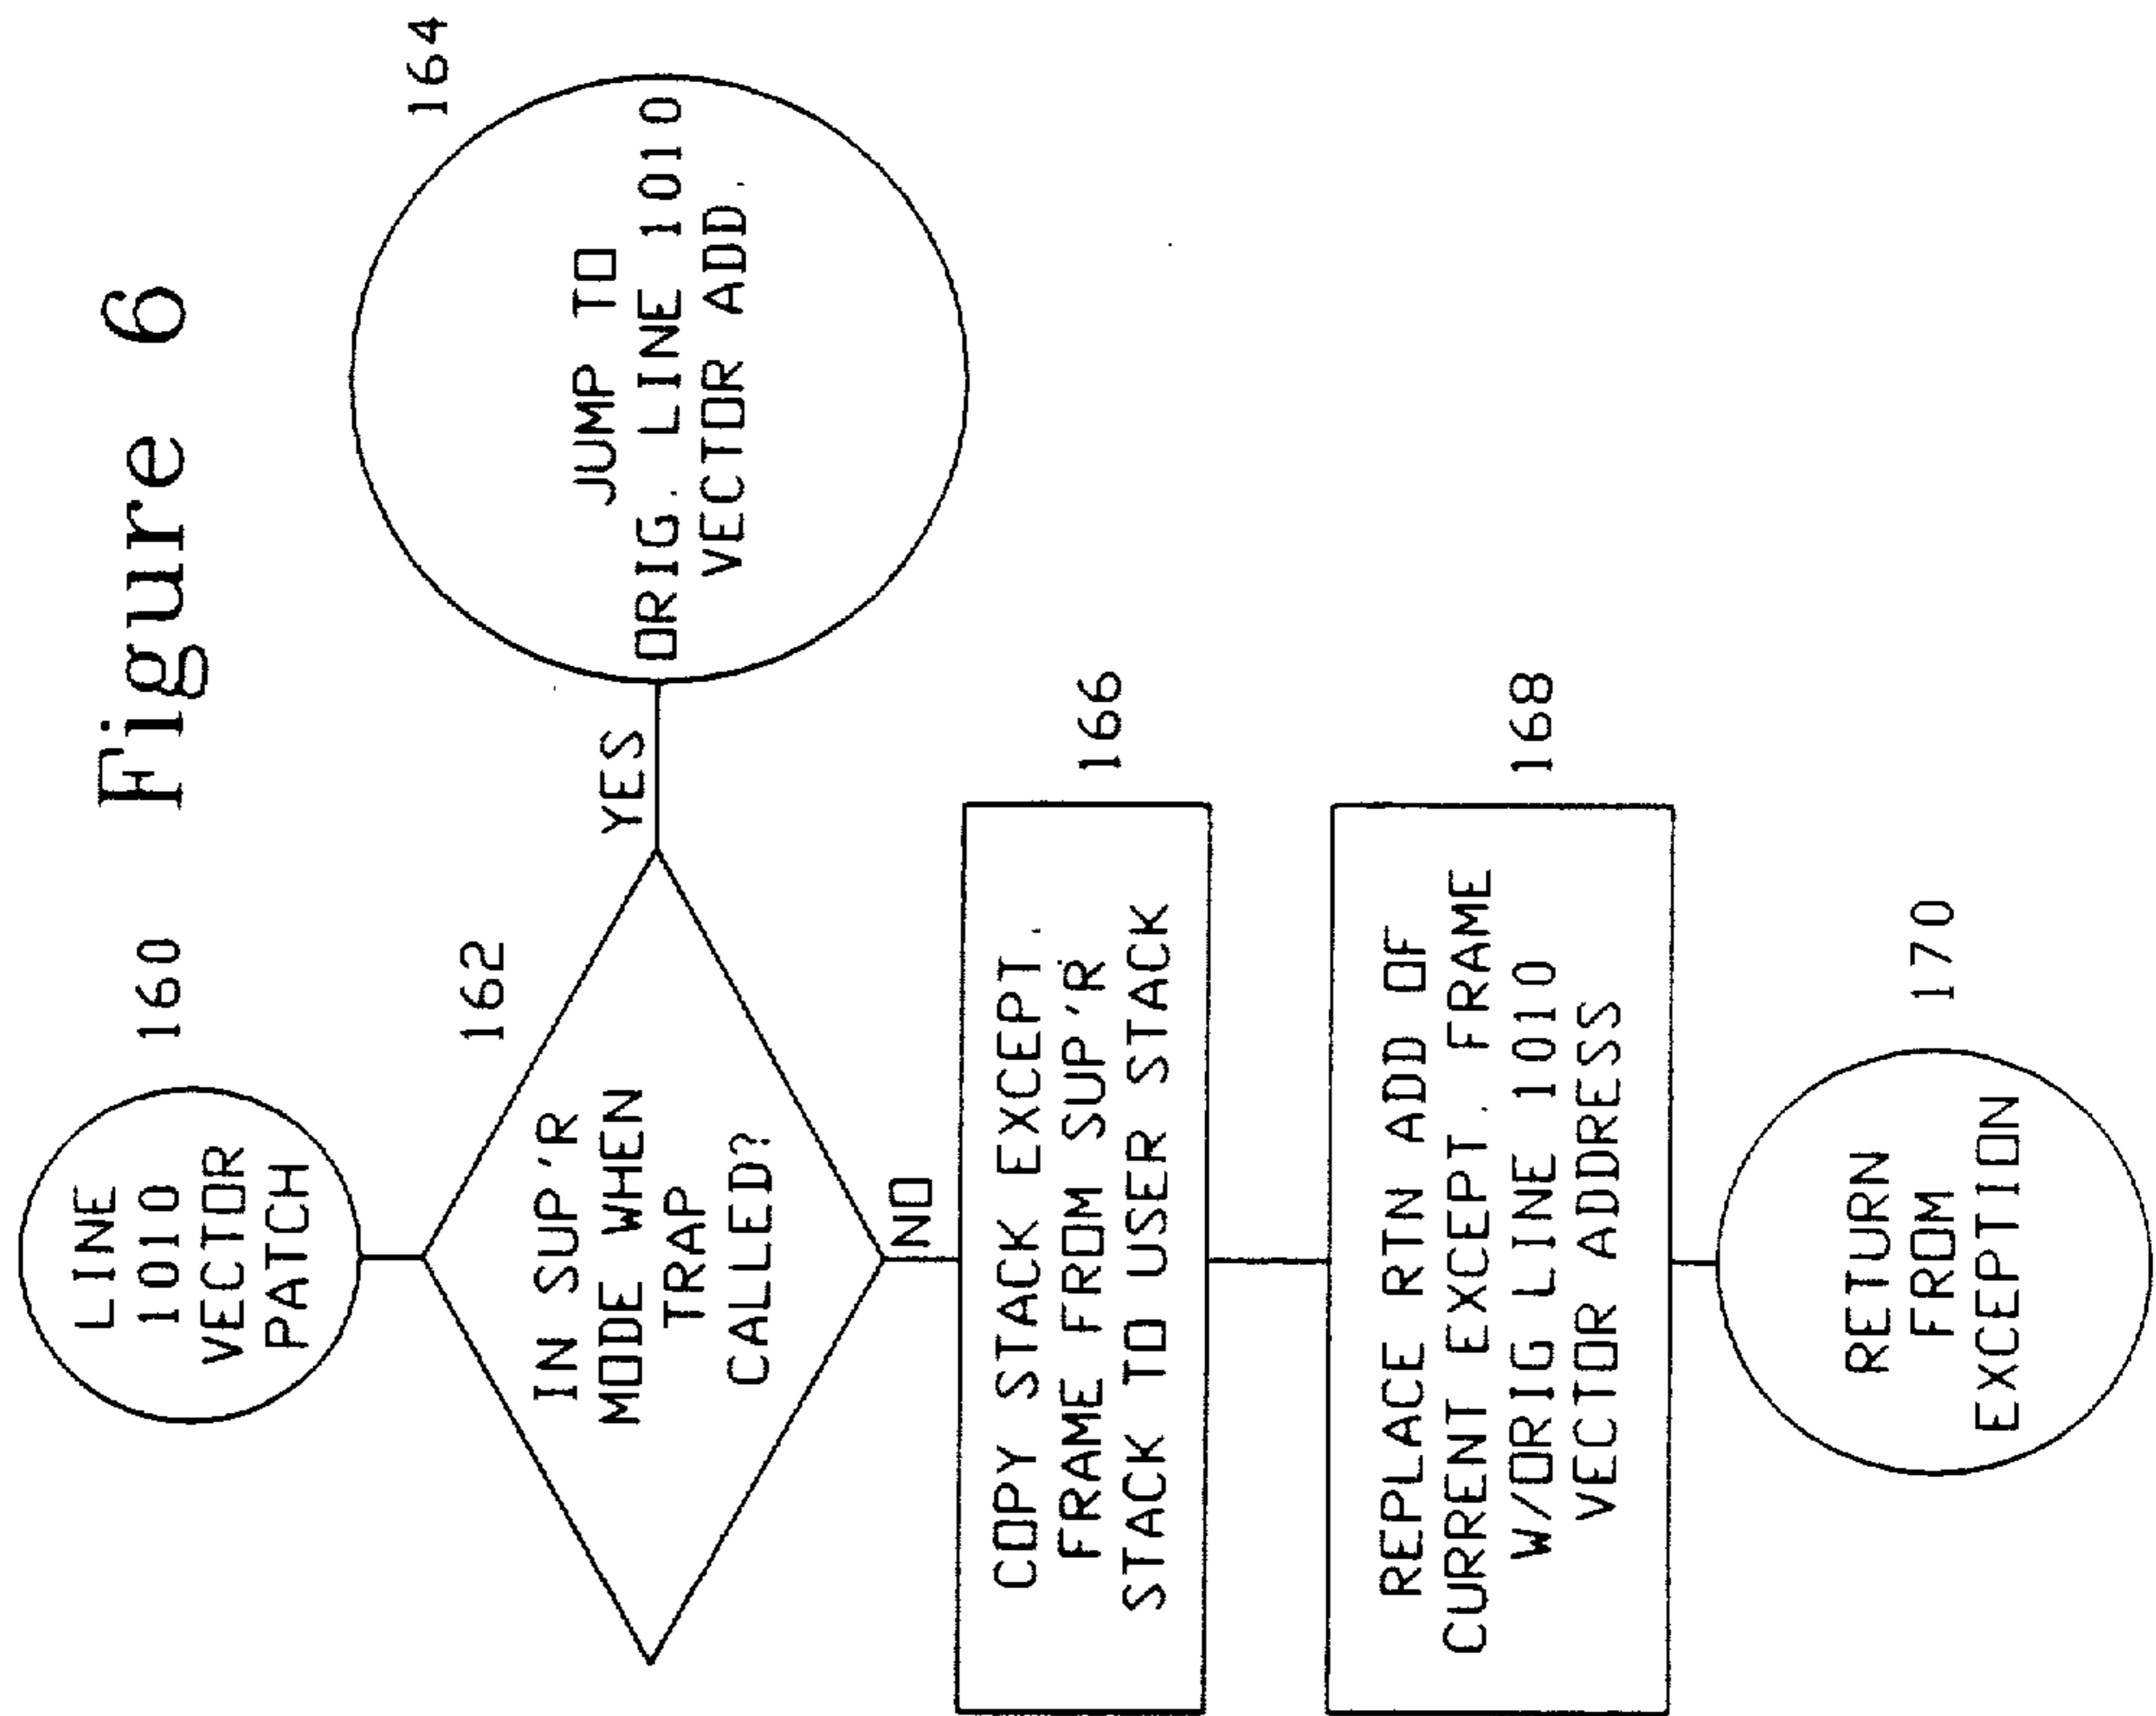 Figure 6
160
LINE
1010
VECTOR
PATCH
162
IN SUP'R
MODE WHEN
TRAP
CALLED?
YES
164
JUMP TO
ORIG. LINE 1010
VECTOR ADD.
NO
166
COPY STACK EXCEPT.
FRAME FROM SUP'R
STACK TO USER STACK
168
REPLACE RTN ADD OF
CURRENT EXCEPT. FRAME
W/ORIG LINE 1010
VECTOR ADDRESS
170
RETURN
FROM
EXCEPTION